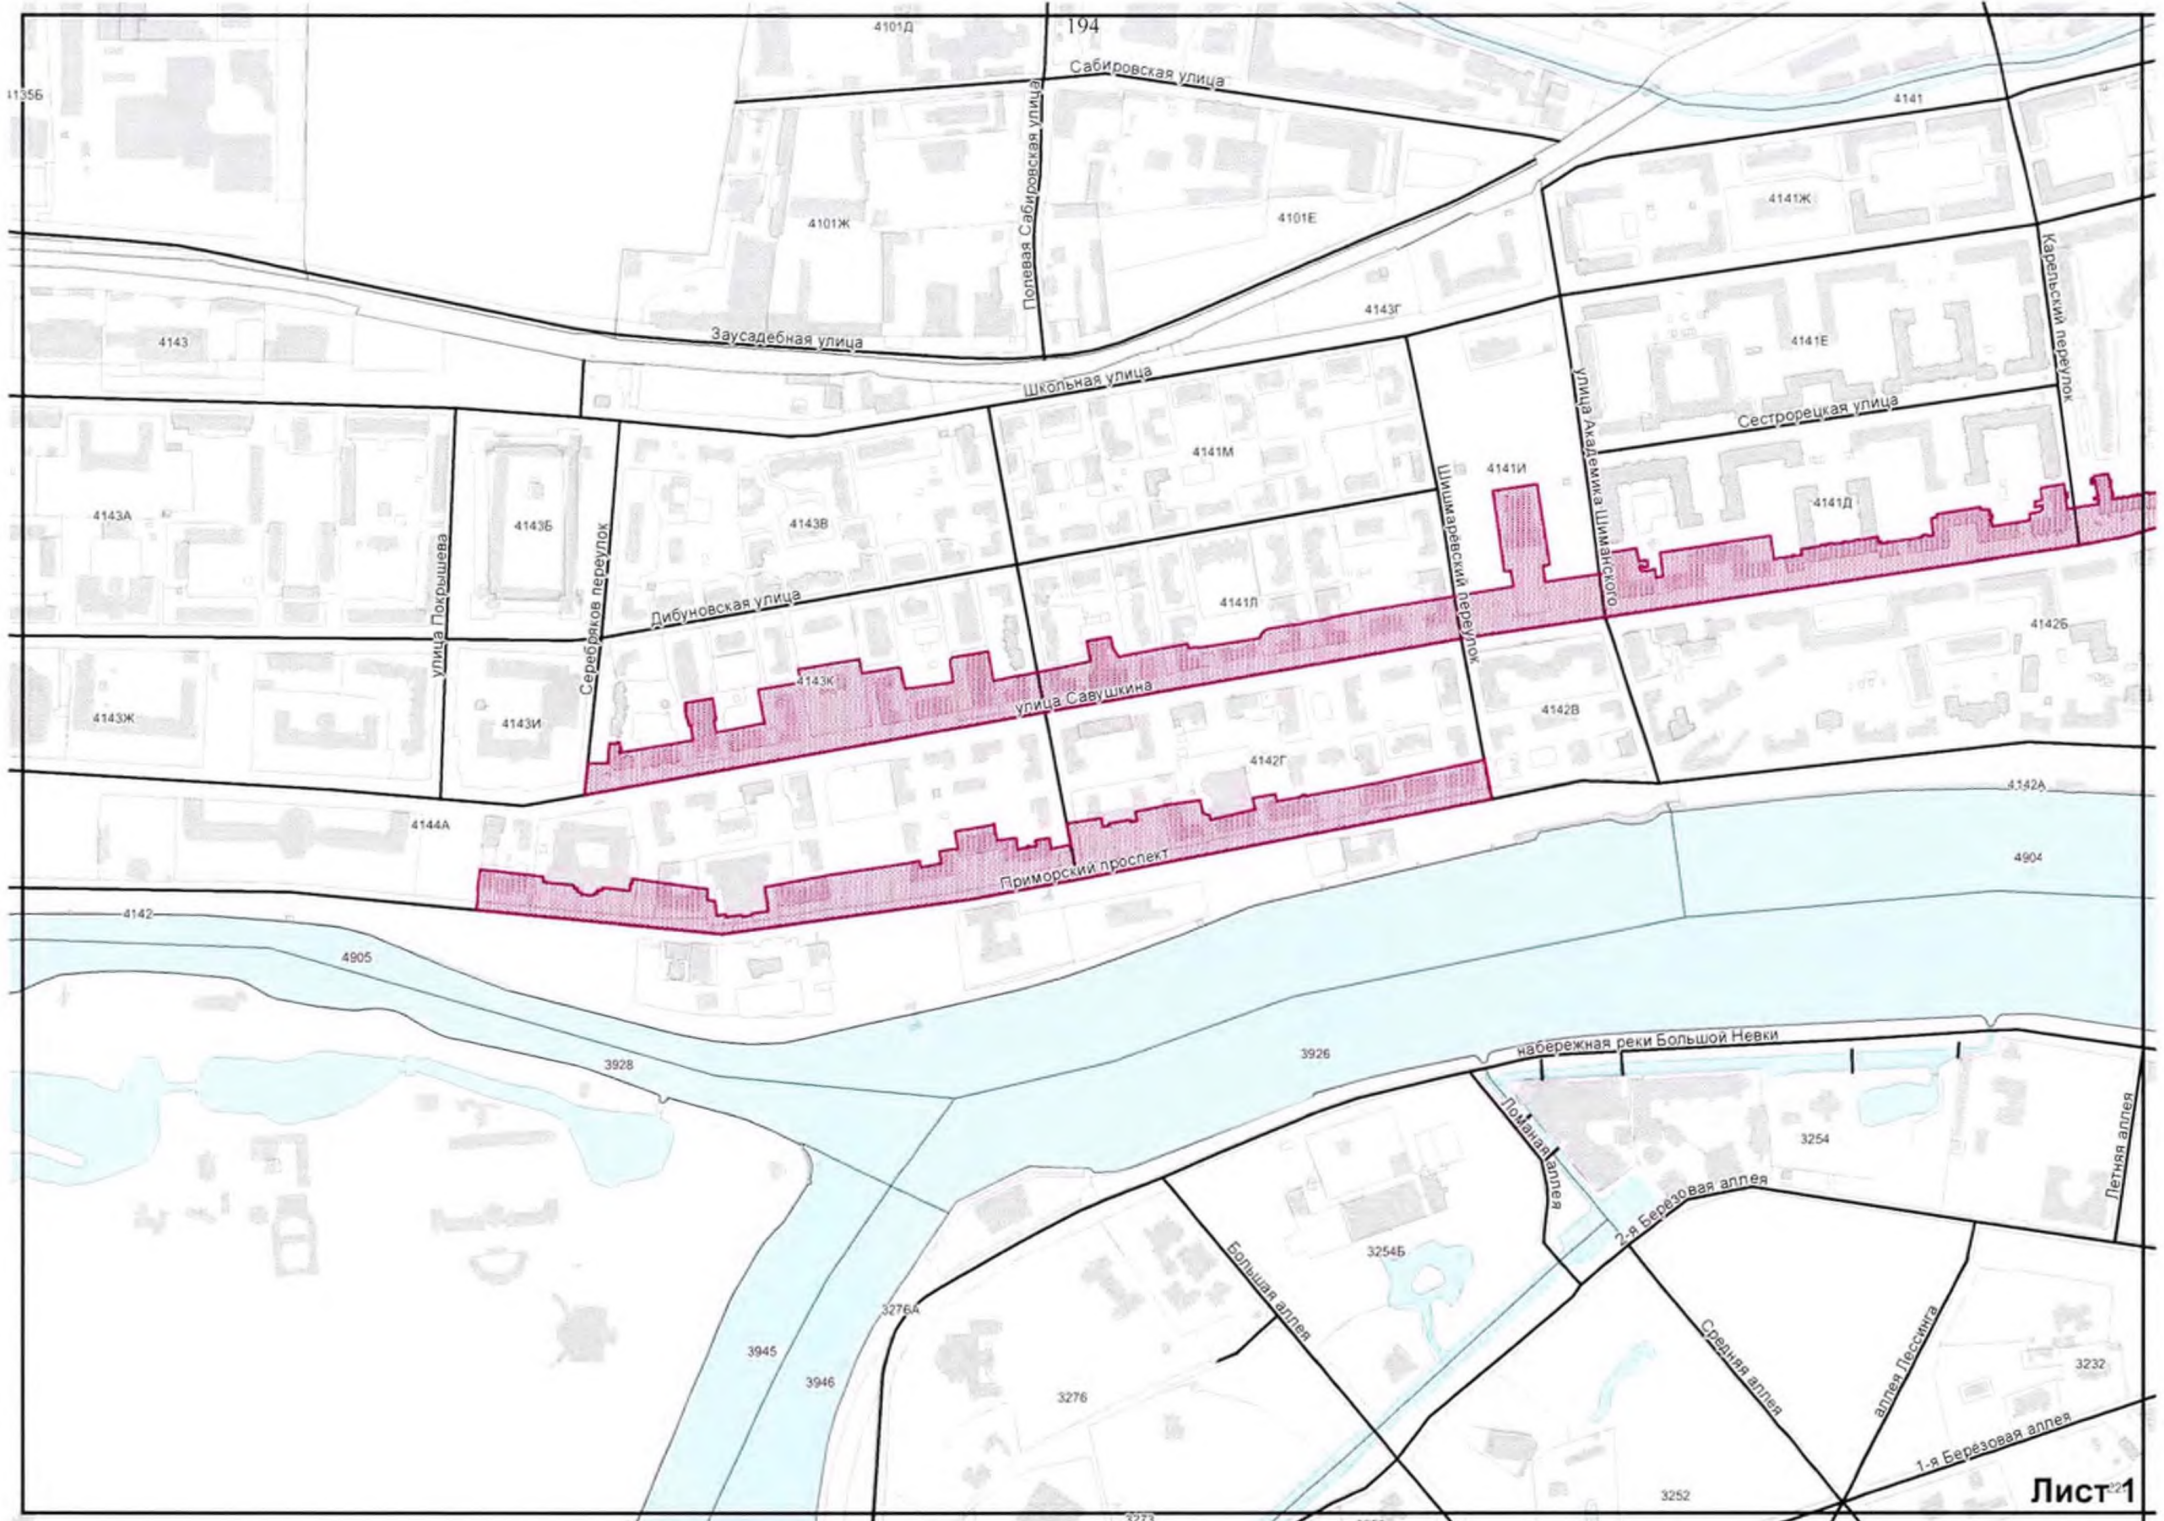 194
4101Д
Сабировская улица
4135Б
4141
Полевая Сабировская улица
4101Ж
4101Е
4141Ж
Карельский переулок
4143
Заусадебная улица
4143Г
4141Е
Школьная улица
улица Академика Шиманского
Сестрорецкая улица
4141М
4141И
4143А
4143Б
4143В
4141Д
улица Покрышева
Серебряков переулок
Шишмарёвский переулок
Дибуновская улица
4141Л
4142Б
4143К
улица Савушкина
4143Ж
4143И
4142В
4142Г
4142А
4144А
Приморский проспект
4904
4142
4905
3928
3926
набережная реки Большой Невки
Ломаная аллея
3254
Летняя аллея
2-я Берёзовая аллея
Большая аллея
3254Б
3276А
3945
3946
3276
Средняя аллея
аллея Лессинга
3232
1-я Берёзовая аллея
3252
Лист 1
3273